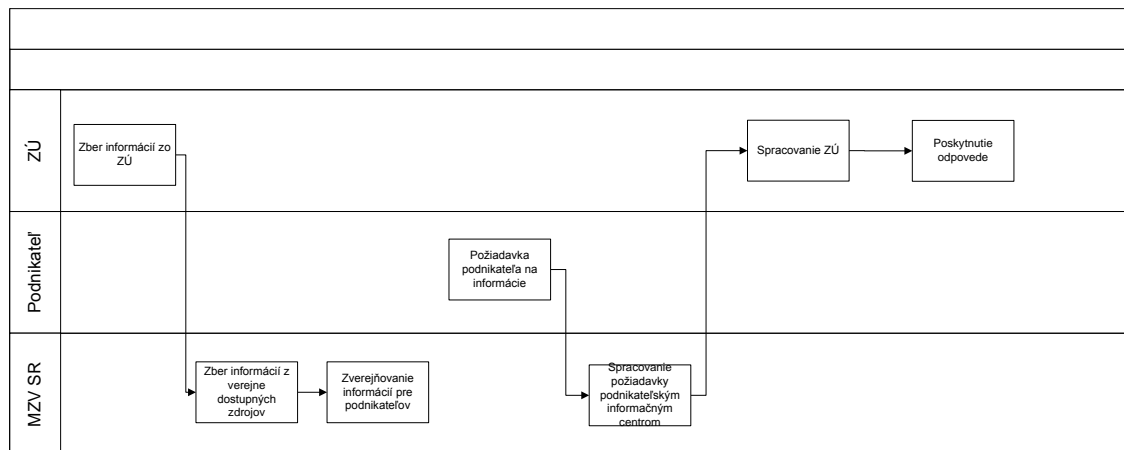 ZÚ
Zber informácií zo
ZÚ
Spracovanie ZÚ
Poskytnutie
odpovede
Podnikateľ
Požiadavka
podnikateľa na
informácie
MZV SR
Zber informácií z
verejne
dostupných
zdrojov
Zverejňovanie
informácií pre
podnikateľov
Spracovanie
požiadavky
podnikateľským
informačným
centrom